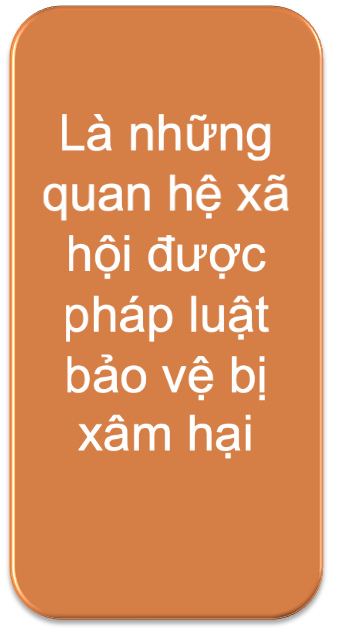 Là những
quan hệ xã
hội được
pháp luật
bảo vệ bị
xâm hại